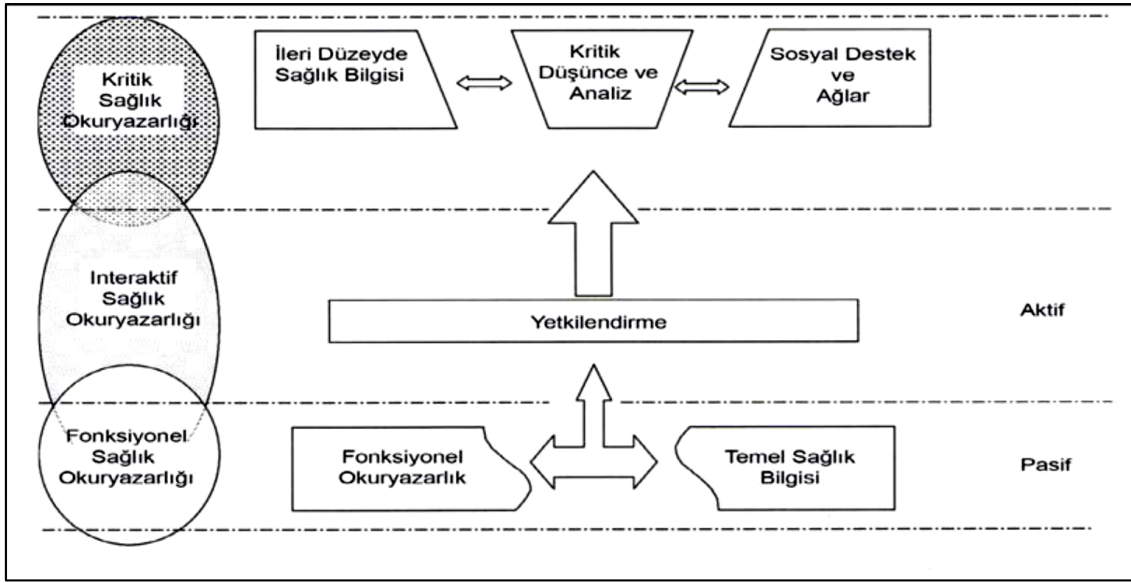 Kritik
Sağlık
Okuryazarlığı
İleri Düzeyde
Sağlık Bilgisi
Kritik
Düşünce ve
Analiz
Sosyal Destek
ve
Ağlar
Interaktif
Sağlık
Okuryazarlığı
Yetkilendirme
Aktif
Fonksiyonel
Sağlık
Okuryazarlığı
Fonksiyonel
Okuryazarlık
Temel Sağlık
Bilgisi
Pasif